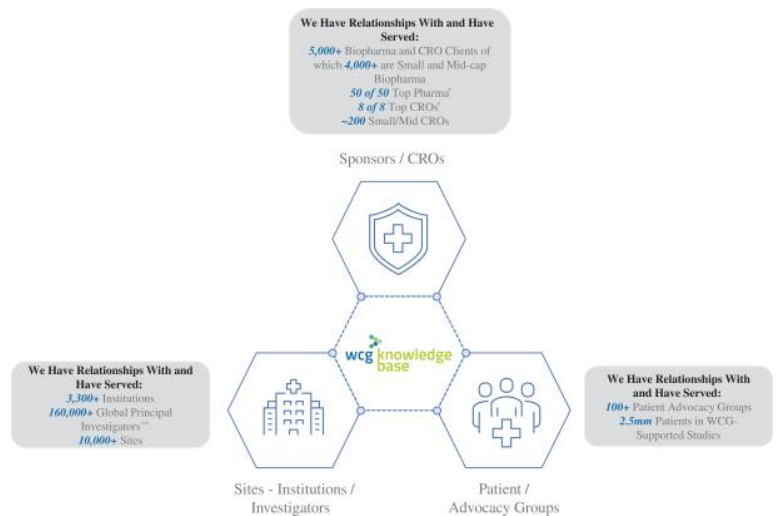 We Have Relationships With and Have
Served:
5,000+ Biopharma and CRO Clients of
which 4,000+ are Small and Mid-cap
Biopharma
50 of 50 Top Pharma*
8 of 8 Top CROs*
~200 Small/Mid CROs
Sponsors / CROs
wcg knowledge
base
We Have Relationships With and
Have Served:
3,300+ Institutions
160,000+ Global Principal
Investigators**
10,000+ Sites
We Have Relationships With
and Have Served:
100+ Patient Advocacy Groups
2.5mm Patients in WCG-
Supported Studies
Sites - Institutions /
Investigators
Patient /
Advocacy Groups